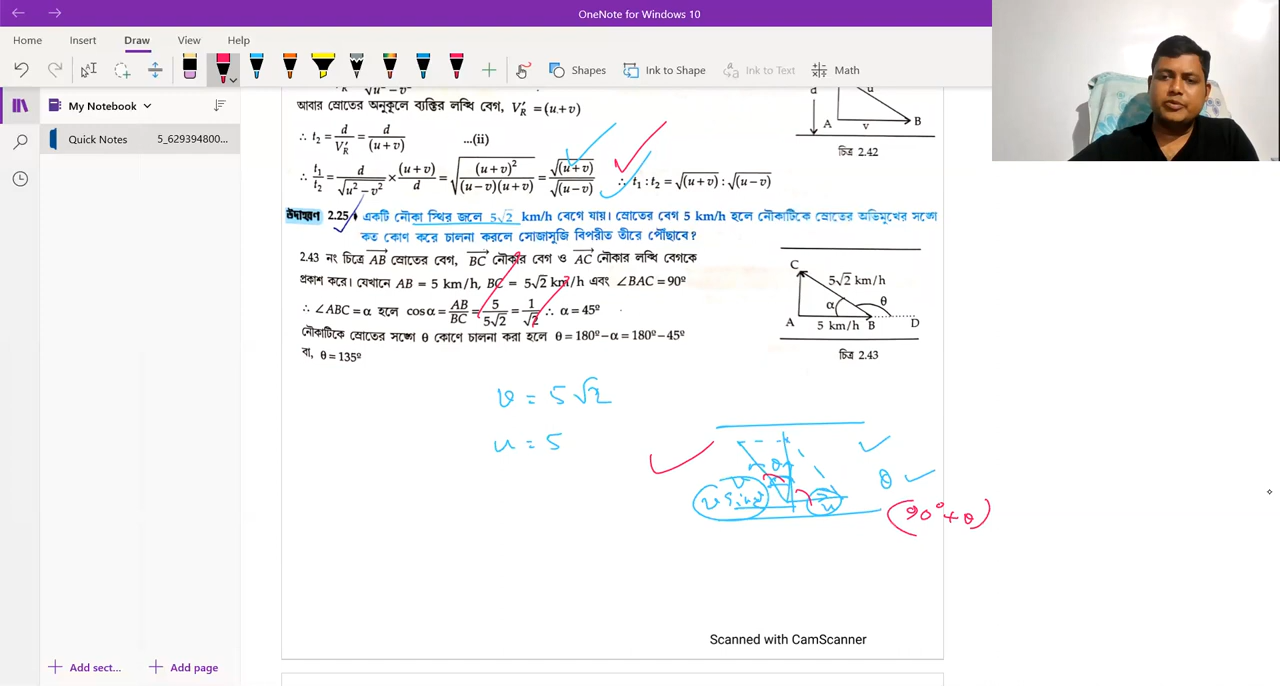 OneNote for Windows 10
Home Insert Draw View Help
Shapes Ink to Shape Ink to Text Math
My Notebook
Quick Notes 5_629394800...
আবার স্রোতের অনুকূলে ব্যক্তির লব্ধি বেগ, V′R = (u+v)
∴ t₂ = d/V′R = d/(u+v) ...(ii)
∴ t₁/t₂ = d/√(u²−v²) × (u+v)/d = √((u+v)²/((u−v)(u+v))) = √(u+v)/√(u−v) ∴ t₁ : t₂ = √(u+v) : √(u−v)
d u
A v B
চিত্র 2.42
উদাহরণ 2.25। একটি নৌকা স্থির জলে 5√2 km/h বেগে যায়। স্রোতের বেগ 5 km/h হলে নৌকাটিকে স্রোতের অভিমুখের সঙ্গে
কত কোণ করে চালনা করলে সোজাসুজি বিপরীত তীরে পৌঁছাবে?
2.43 নং চিত্রে AB→ স্রোতের বেগ, BC→ নৌকার বেগ ও AC→ নৌকার লব্ধি বেগকে
প্রকাশ করে। যেখানে AB = 5 km/h, BC = 5√2 km/h এবং ∠BAC = 90°
∴ ∠ABC = α হলে cosα = AB/BC = 5/5√2 = 1/√2 ∴ α = 45°
নৌকাটিকে স্রোতের সঙ্গে θ কোণে চালনা করা হলে θ = 180° − α = 180° − 45°
বা, θ = 135°
C
5√2 km/h
α θ
A 5 km/h B D
চিত্র 2.43
v = 5√2
u = 5
θ
v
v sinθ u
θ
(90° + θ)
Scanned with CamScanner
Add sect... Add page